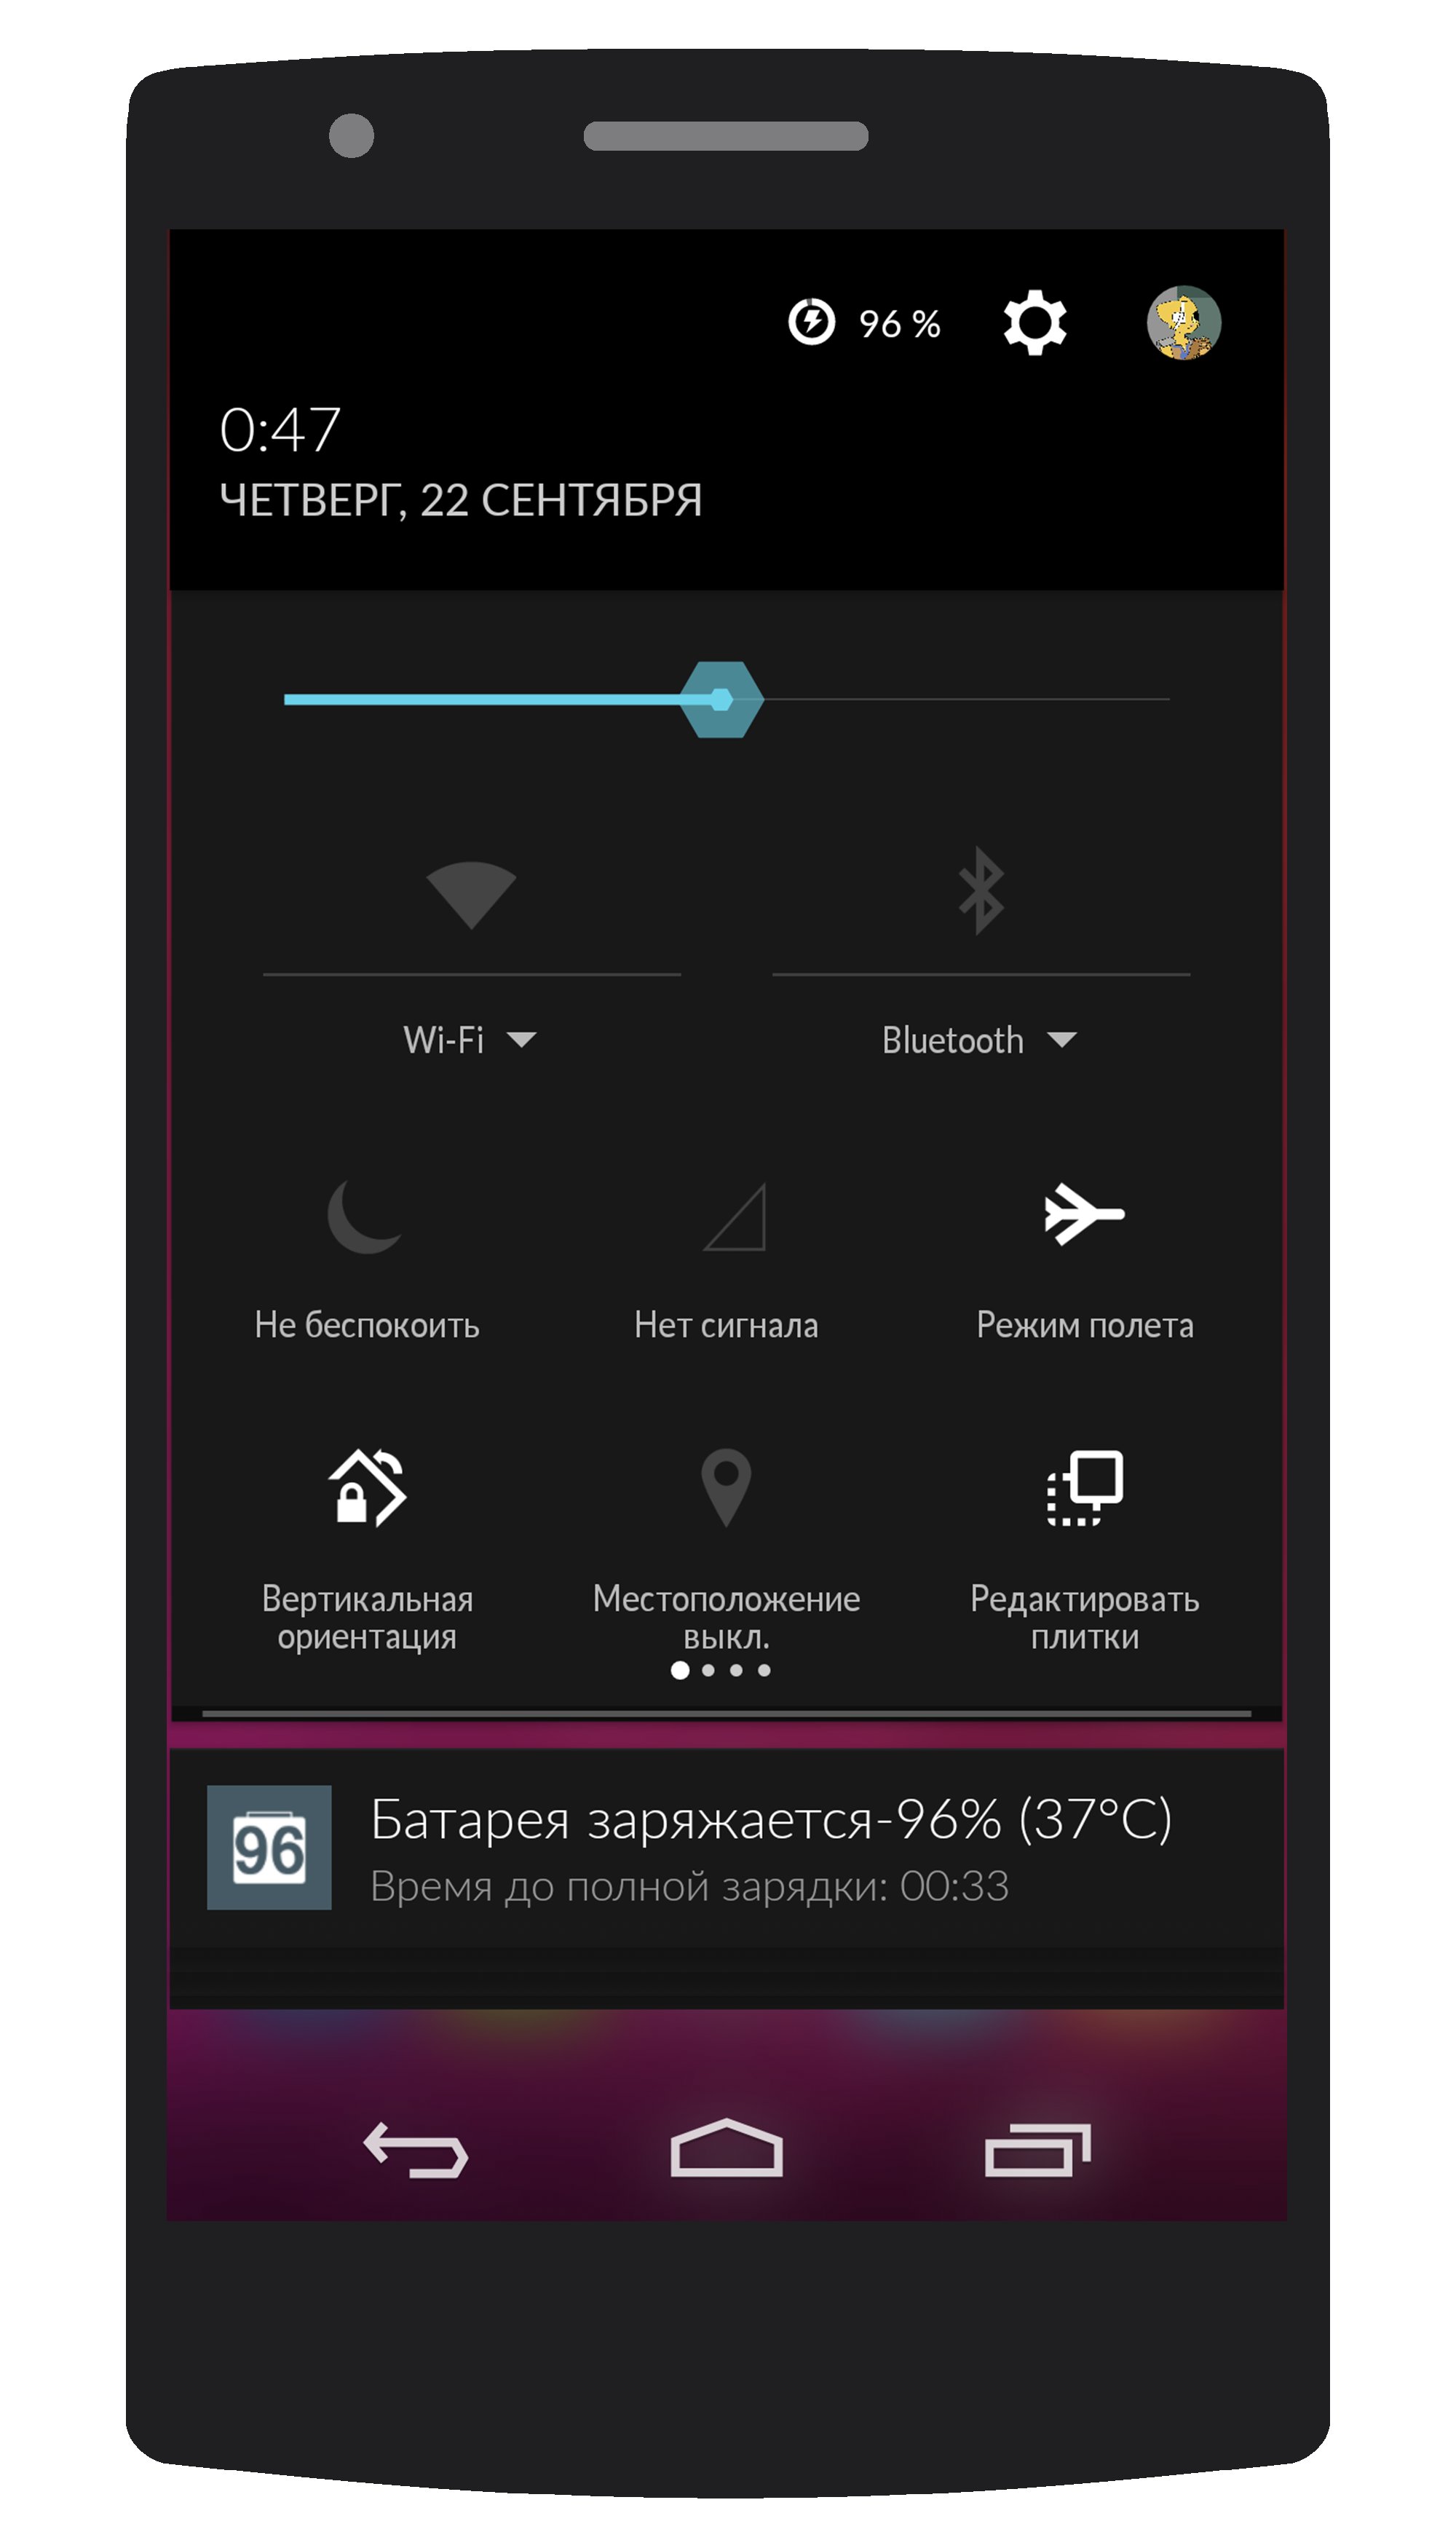 96 %
0:47
ЧЕТВЕРГ, 22 СЕНТЯБРЯ
Wi-Fi
Bluetooth
Не беспокоить
Нет сигнала
Режим полета
Вертикальная
ориентация
Местоположение
выкл.
Редактировать
плитки
96
Батарея заряжается-96% (37°C)
Время до полной зарядки: 00:33